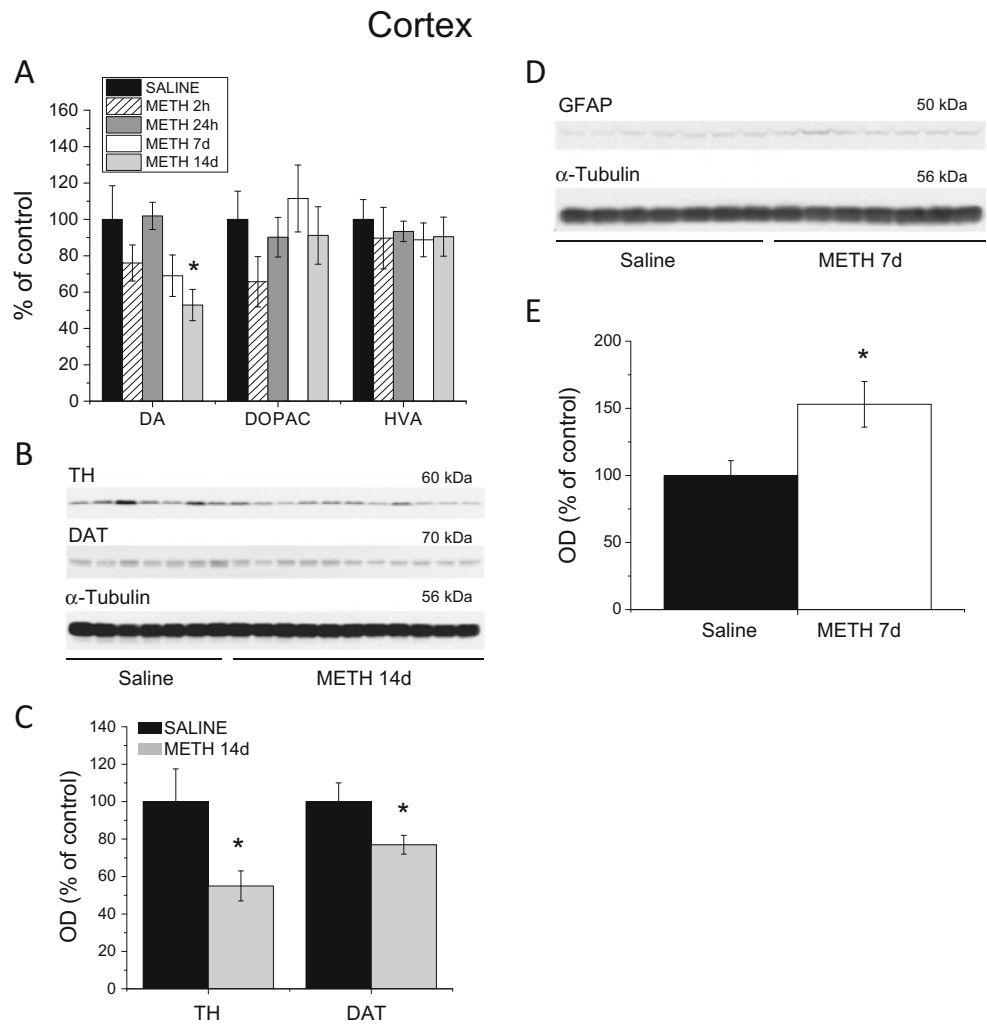 Cortex
A
SALINE
METH 2h
METH 24h
METH 7d
METH 14d
160
140
120
100
80
60
40
20
0
% of control
*
DA DOPAC HVA
B
TH 60 kDa
DAT 70 kDa
α-Tubulin 56 kDa
Saline METH 14d
C
SALINE
METH 14d
140
120
100
80
60
40
20
0
OD (% of control)
* *
TH DAT
D
GFAP 50 kDa
α-Tubulin 56 kDa
Saline METH 7d
E
200
150
100
50
0
OD (% of control)
*
Saline METH 7d